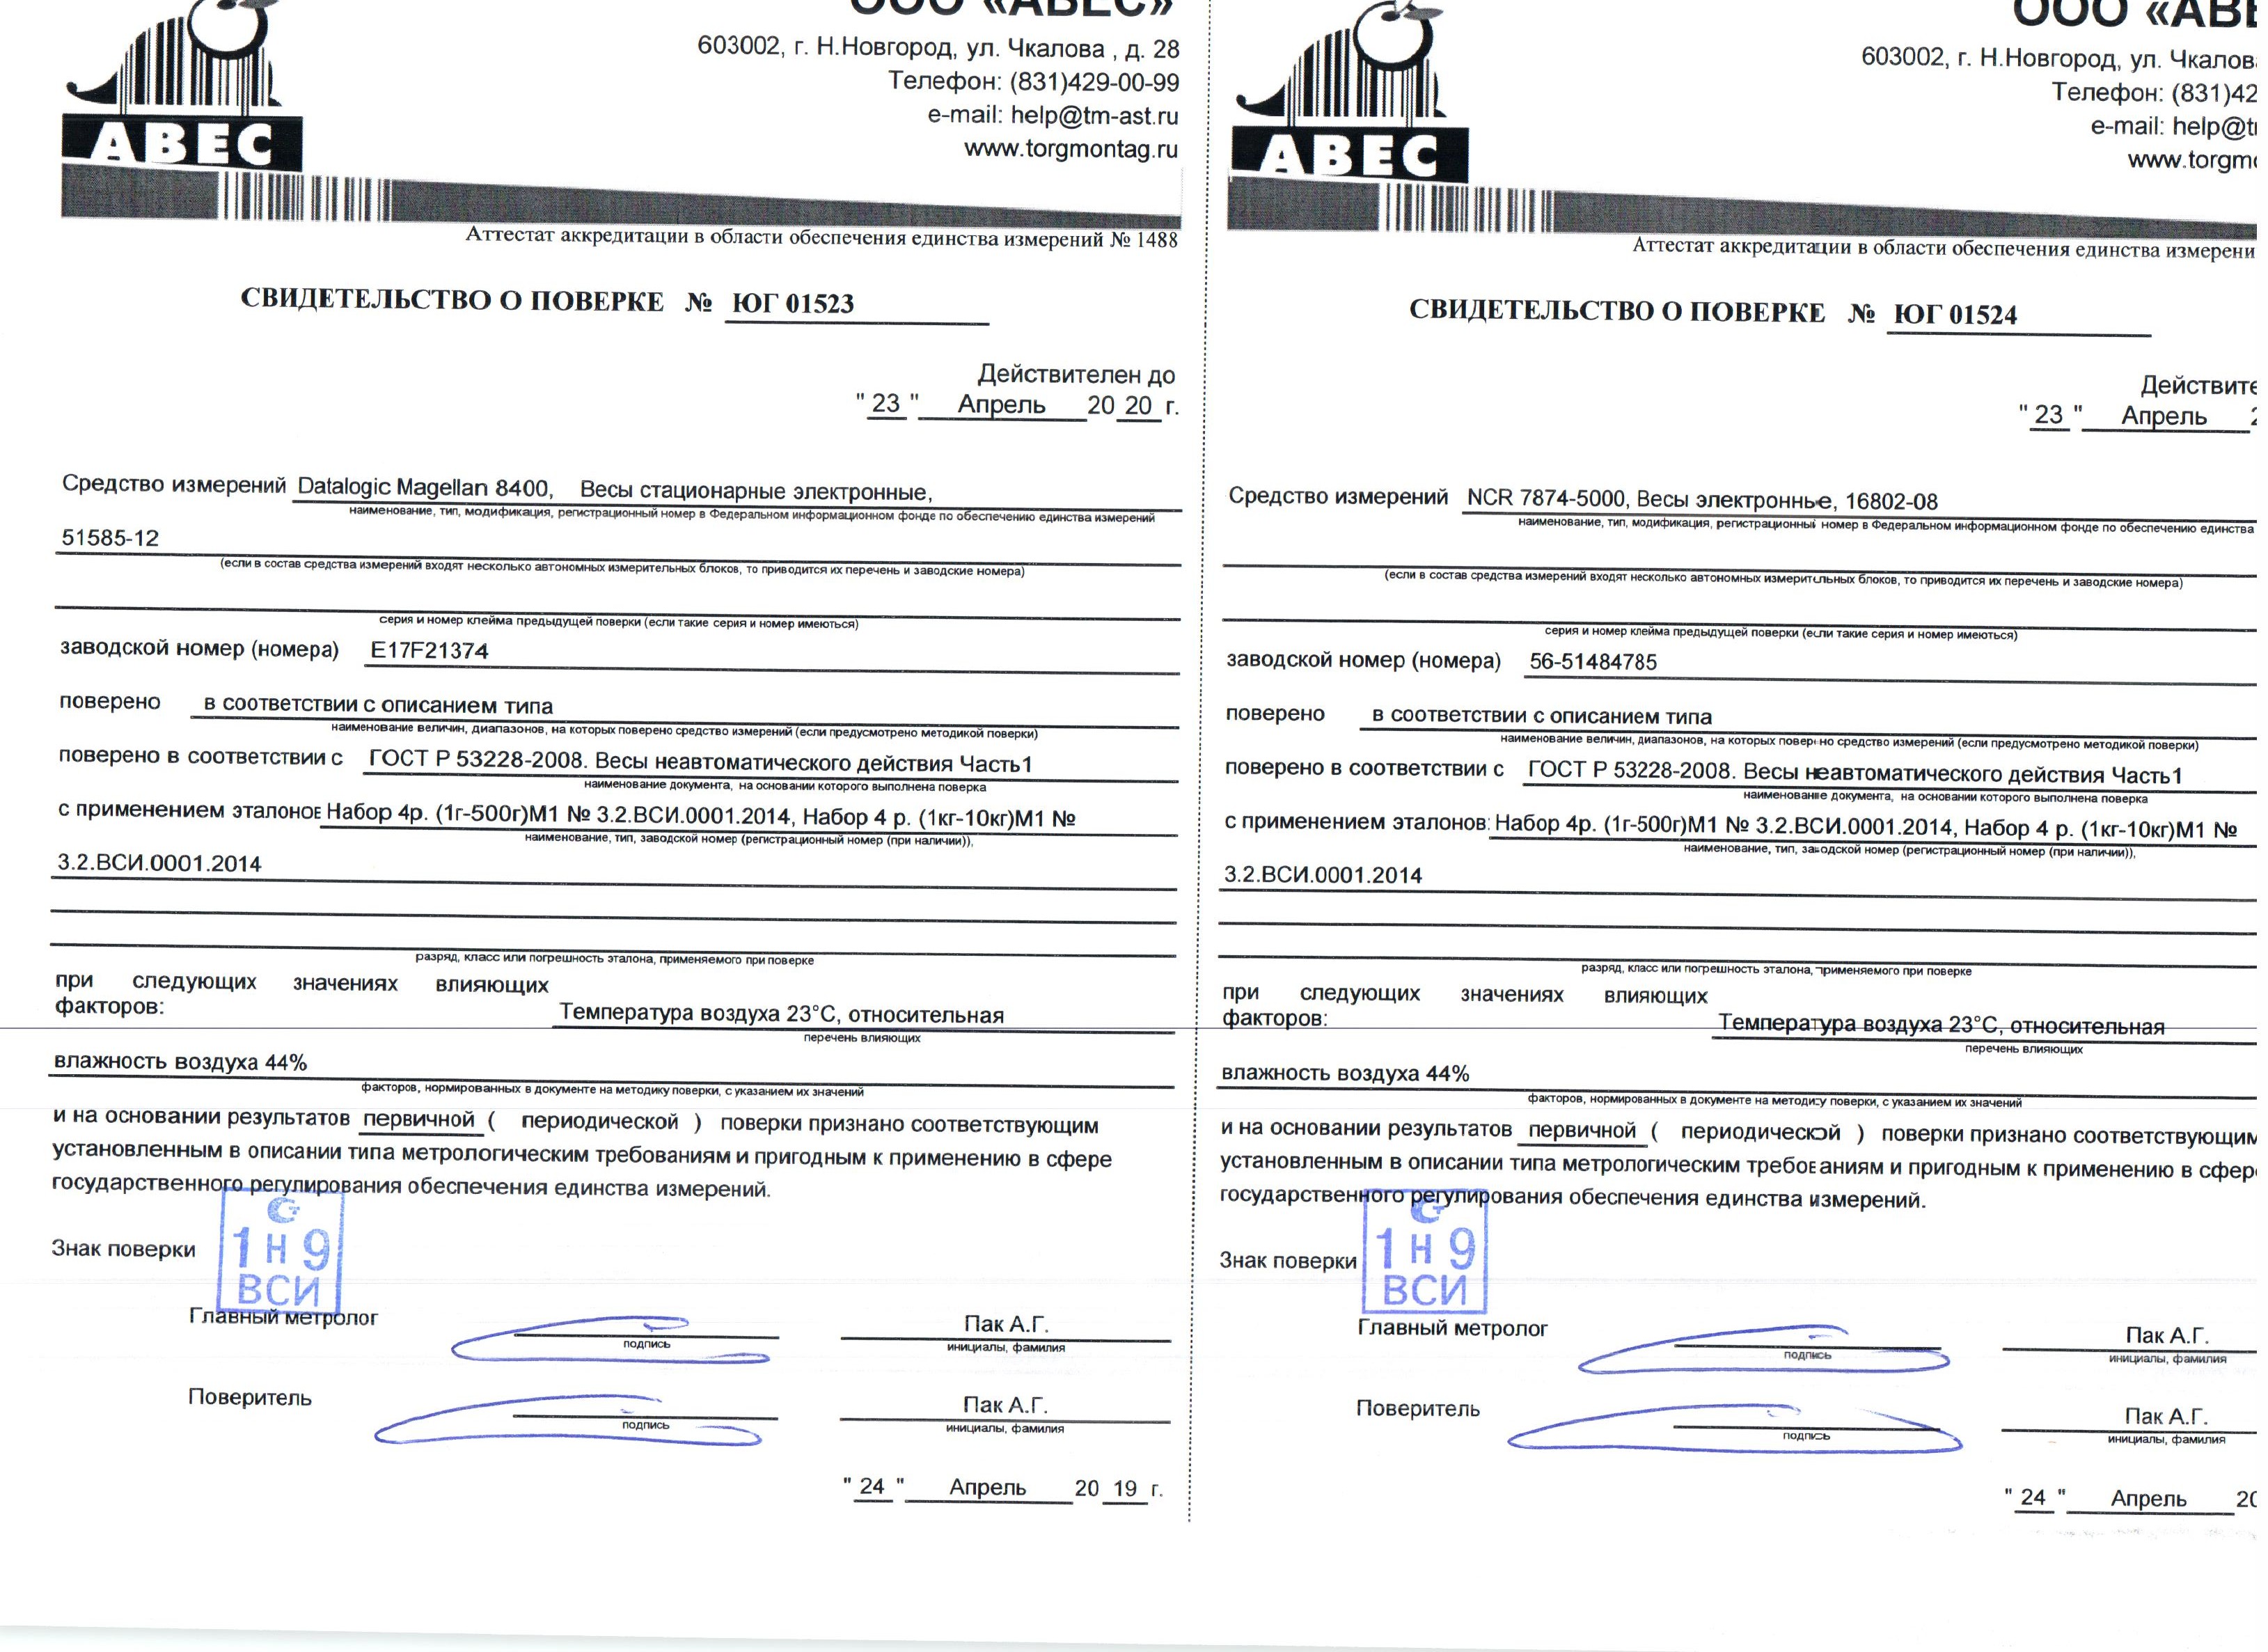 ООО «АВЕС»
603002, г. Н.Новгород, ул. Чкалова , д. 28
Телефон: (831)429-00-99
e-mail: help@tm-ast.ru
www.torgmontag.ru
АВЕС
Аттестат аккредитации в области обеспечения единства измерений № 1488
СВИДЕТЕЛЬСТВО О ПОВЕРКЕ № ЮГ 01523
Действителен до
" 23 " Апрель 20 20 г.
Средство измерений Datalogic Magellan 8400, Весы стационарные электронные,
наименование, тип, модификация, регистрационный номер в Федеральном информационном фонде по обеспечению единства измерений
51585-12
(если в состав средства измерений входят несколько автономных измерительных блоков, то приводится их перечень и заводские номера)
серия и номер клейма предыдущей поверки (если такие серия и номер имеються)
заводской номер (номера) E17F21374
поверено в соответствии с описанием типа
наименование величин, диапазонов, на которых поверено средство измерений (если предусмотрено методикой поверки)
поверено в соответствии с ГОСТ Р 53228-2008. Весы неавтоматического действия Часть1
наименование документа, на основании которого выполнена поверка
с применением эталонов Набор 4р. (1г-500г)М1 № 3.2.ВСИ.0001.2014, Набор 4 р. (1кг-10кг)М1 №
наименование, тип, заводской номер (регистрационный номер (при наличии)),
3.2.ВСИ.0001.2014
разряд, класс или погрешность эталона, применяемого при поверке
при следующих значениях влияющих
факторов: Температура воздуха 23°С, относительная
перечень влияющих
влажность воздуха 44%
факторов, нормированных в документе на методику поверки, с указанием их значений
и на основании результатов первичной ( периодической ) поверки признано соответствующим
установленным в описании типа метрологическим требованиям и пригодным к применению в сфере
государственного регулирования обеспечения единства измерений.
Знак поверки
1 Н 9
ВСИ
Главный метролог Пак А.Г.
подпись инициалы, фамилия
Поверитель Пак А.Г.
подпись инициалы, фамилия
" 24 " Апрель 20 19 г.
ООО «АВЕ
603002, г. Н.Новгород, ул. Чкалова
Телефон: (831)42
e-mail: help@t
www.torgm
АВЕС
Аттестат аккредитации в области обеспечения единства измерени
СВИДЕТЕЛЬСТВО О ПОВЕРКЕ № ЮГ 01524
Действите
" 23 " Апрель 2
Средство измерений NCR 7874-5000, Весы электронные, 16802-08
наименование, тип, модификация, регистрационный номер в Федеральном информационном фонде по обеспечению единства
(если в состав средства измерений входят несколько автономных измерительных блоков, то приводится их перечень и заводские номера)
серия и номер клейма предыдущей поверки (если такие серия и номер имеються)
заводской номер (номера) 56-51484785
поверено в соответствии с описанием типа
наименование величин, диапазонов, на которых поверено средство измерений (если предусмотрено методикой поверки)
поверено в соответствии с ГОСТ Р 53228-2008. Весы неавтоматического действия Часть1
наименование документа, на основании которого выполнена поверка
с применением эталонов: Набор 4р. (1г-500г)М1 № 3.2.ВСИ.0001.2014, Набор 4 р. (1кг-10кг)М1 №
наименование, тип, заводской номер (регистрационный номер (при наличии)),
3.2.ВСИ.0001.2014
разряд, класс или погрешность эталона, применяемого при поверке
при следующих значениях влияющих
факторов: Температура воздуха 23°С, относительная
перечень влияющих
влажность воздуха 44%
факторов, нормированных в документе на методику поверки, с указанием их значений
и на основании результатов первичной ( периодической ) поверки признано соответствующим
установленным в описании типа метрологическим требованиям и пригодным к применению в сфере
государственного регулирования обеспечения единства измерений.
Знак поверки
1 Н 9
ВСИ
Главный метролог Пак А.Г.
подпись инициалы, фамилия
Поверитель Пак А.Г.
подпись инициалы, фамилия
" 24 " Апрель 20